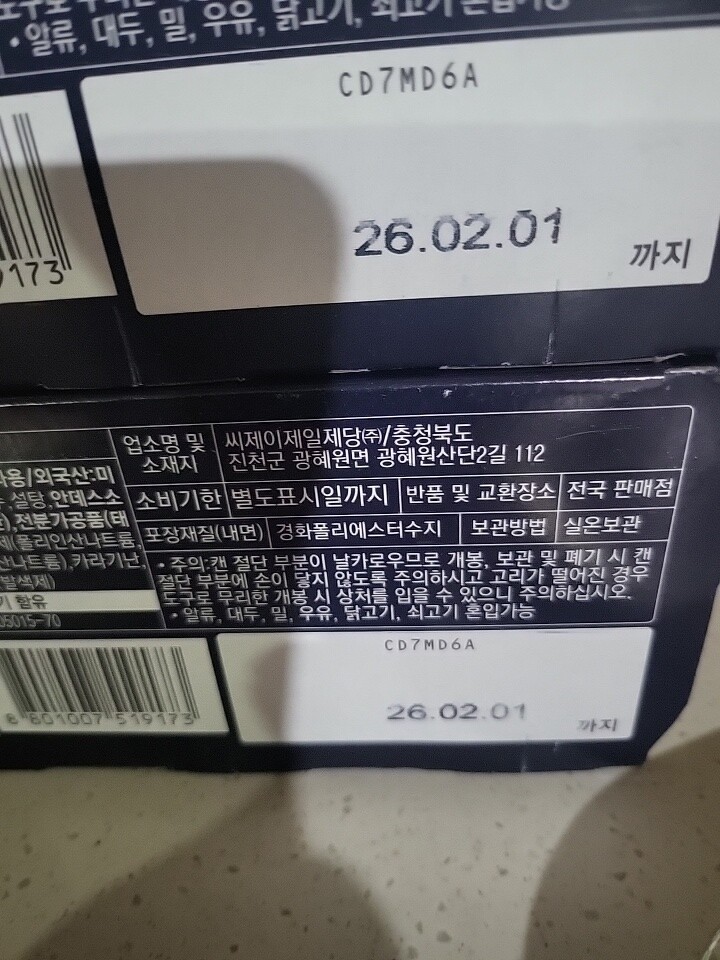 • 알류, 대두, 밀, 우유, 닭고기, 쇠고기 혼입가능
CD7MD6A
26.02.01
까지
9173
업소명 및
소재지
씨제이제일제당㈜/충청북도
진천군 광혜원면 광혜원산단2길 112
사용/외국산:미
설탕, 안데스소
소비기한
별도표시일까지
반품 및 교환장소
전국 판매점
전분가공품(태
포장재질(내면)
경화폴리에스터수지
보관방법
실온보관
제(폴리인산나트륨,
산나트륨), 카라기난,
발색제)
• 주의:캔 절단 부분이 날카로우므로 개봉, 보관 및 폐기 시 캔
절단 부분에 손이 닿지 않도록 주의하시고 고리가 떨어진 경우
도구로 무리한 개봉 시 상처를 입을 수 있으니 주의하십시오.
• 알류, 대두, 밀, 우유, 닭고기, 쇠고기 혼입가능
기 함유
05015-70
8 801007 519173
CD7MD6A
26.02.01
까지